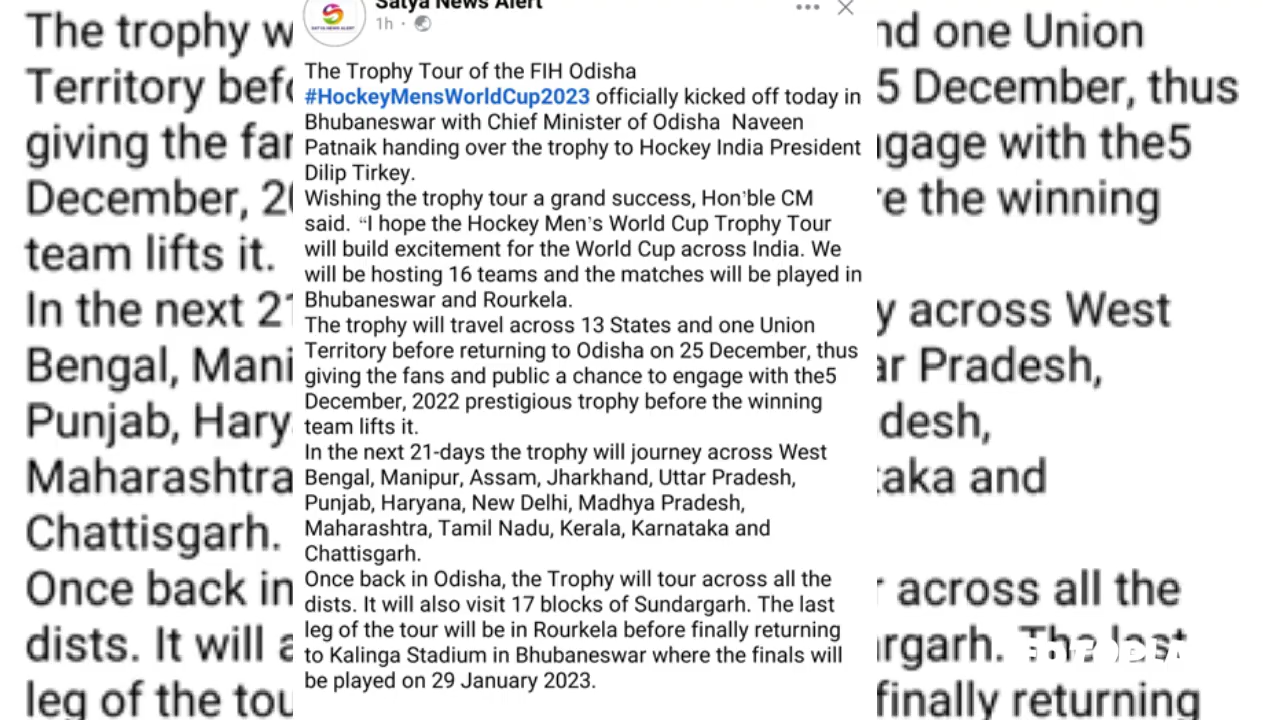 Satya News Alert
SATYA NEWS ALERT
1h
The Trophy Tour of the FIH Odisha
#HockeyMensWorldCup2023 officially kicked off today in
Bhubaneswar with Chief Minister of Odisha  Naveen
Patnaik handing over the trophy to Hockey India President
Dilip Tirkey.
Wishing the trophy tour a grand success, Hon’ble CM
said.  “I hope the Hockey Men’s World Cup Trophy Tour
will build excitement for the World Cup across India. We
will be hosting 16 teams and the matches will be played in
Bhubaneswar and Rourkela.
The trophy will travel across 13 States and one Union
Territory before returning to Odisha on 25 December, thus
giving the fans and public a chance to engage with the5
December, 2022 prestigious trophy before the winning
team lifts it.
In the next 21-days the trophy will journey across West
Bengal, Manipur, Assam, Jharkhand, Uttar Pradesh,
Punjab, Haryana, New Delhi, Madhya Pradesh,
Maharashtra, Tamil Nadu, Kerala, Karnataka and
Chattisgarh.
Once back in Odisha, the Trophy will tour across all the
dists. It will also visit 17 blocks of Sundargarh. The last
leg of the tour will be in Rourkela before finally returning
to Kalinga Stadium in Bhubaneswar where the finals will
be played on 29 January 2023.